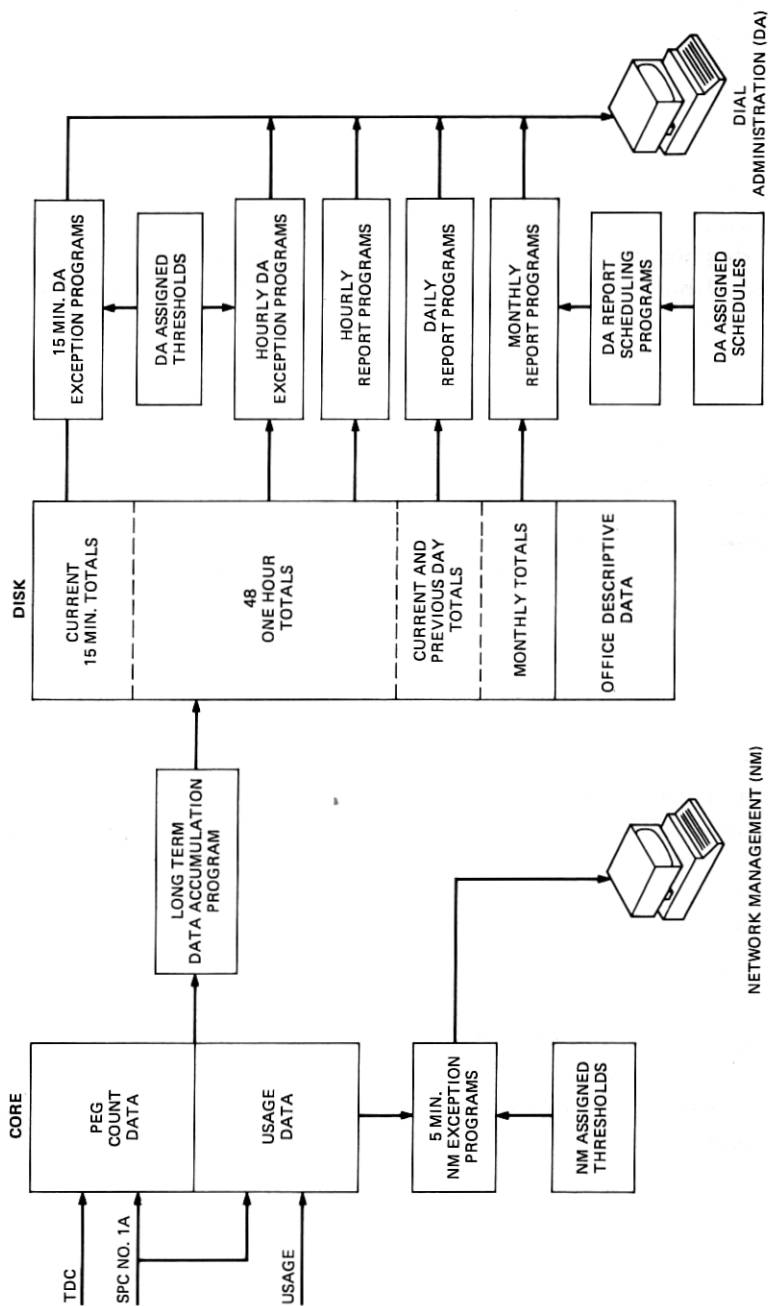 TDC
SPC NO. 1A
USAGE
CORE
PEG
COUNT
DATA
USAGE
DATA
5 MIN.
NM EXCEPTION
PROGRAMS
NM ASSIGNED
THRESHOLDS
LONG TERM
DATA ACCUMULATION
PROGRAM
NETWORK MANAGEMENT (NM)
DISK
CURRENT
15 MIN. TOTALS
48
ONE HOUR
TOTALS
CURRENT AND
PREVIOUS DAY
TOTALS
MONTHLY TOTALS
OFFICE DESCRIPTIVE
DATA
15 MIN. DA
EXCEPTION PROGRAMS
DA ASSIGNED
THRESHOLDS
HOURLY DA
EXCEPTION PROGRAMS
HOURLY
REPORT PROGRAMS
DAILY
REPORT PROGRAMS
MONTHLY
REPORT PROGRAMS
DA REPORT
SCHEDULING
PROGRAMS
DA ASSIGNED
SCHEDULES
DIAL
ADMINISTRATION (DA)